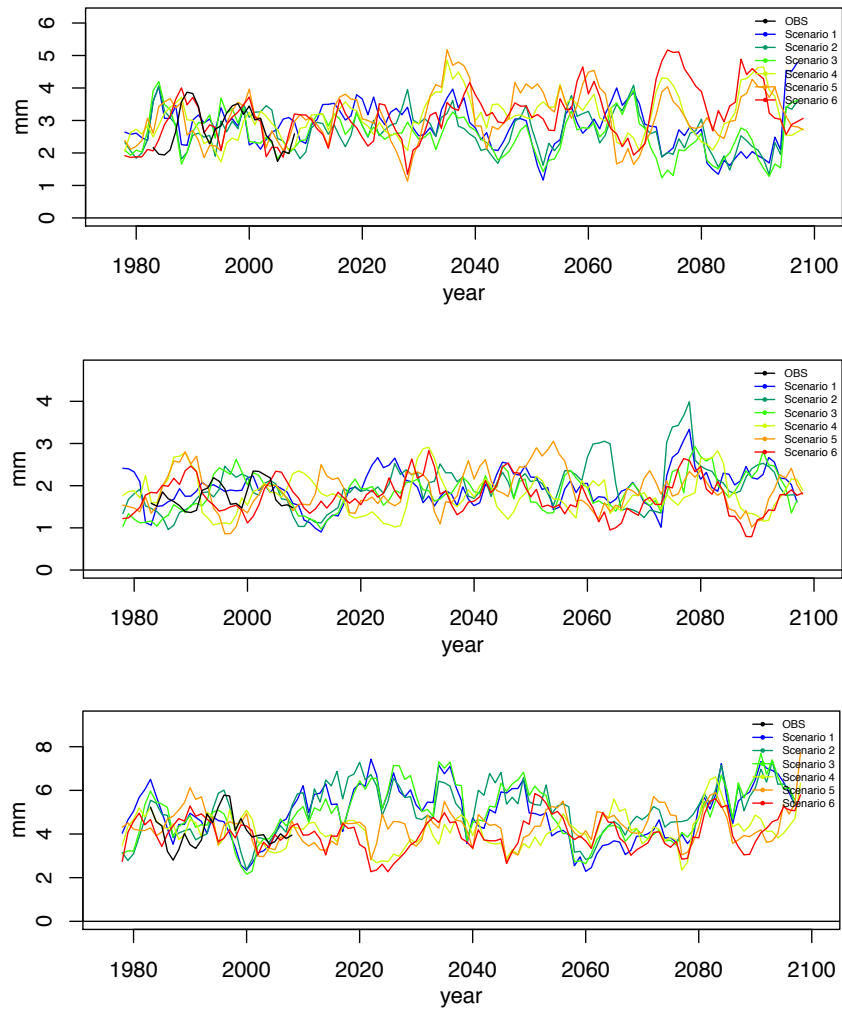 6
5
4
3
2
1
0
mm
OBS
Scenario 1
Scenario 2
Scenario 3
Scenario 4
Scenario 5
Scenario 6
1980 2000 2020 2040 2060 2080 2100
year
4
3
2
1
0
mm
OBS
Scenario 1
Scenario 2
Scenario 3
Scenario 4
Scenario 5
Scenario 6
1980 2000 2020 2040 2060 2080 2100
year
8
6
4
2
0
mm
OBS
Scenario 1
Scenario 2
Scenario 3
Scenario 4
Scenario 5
Scenario 6
1980 2000 2020 2040 2060 2080 2100
year